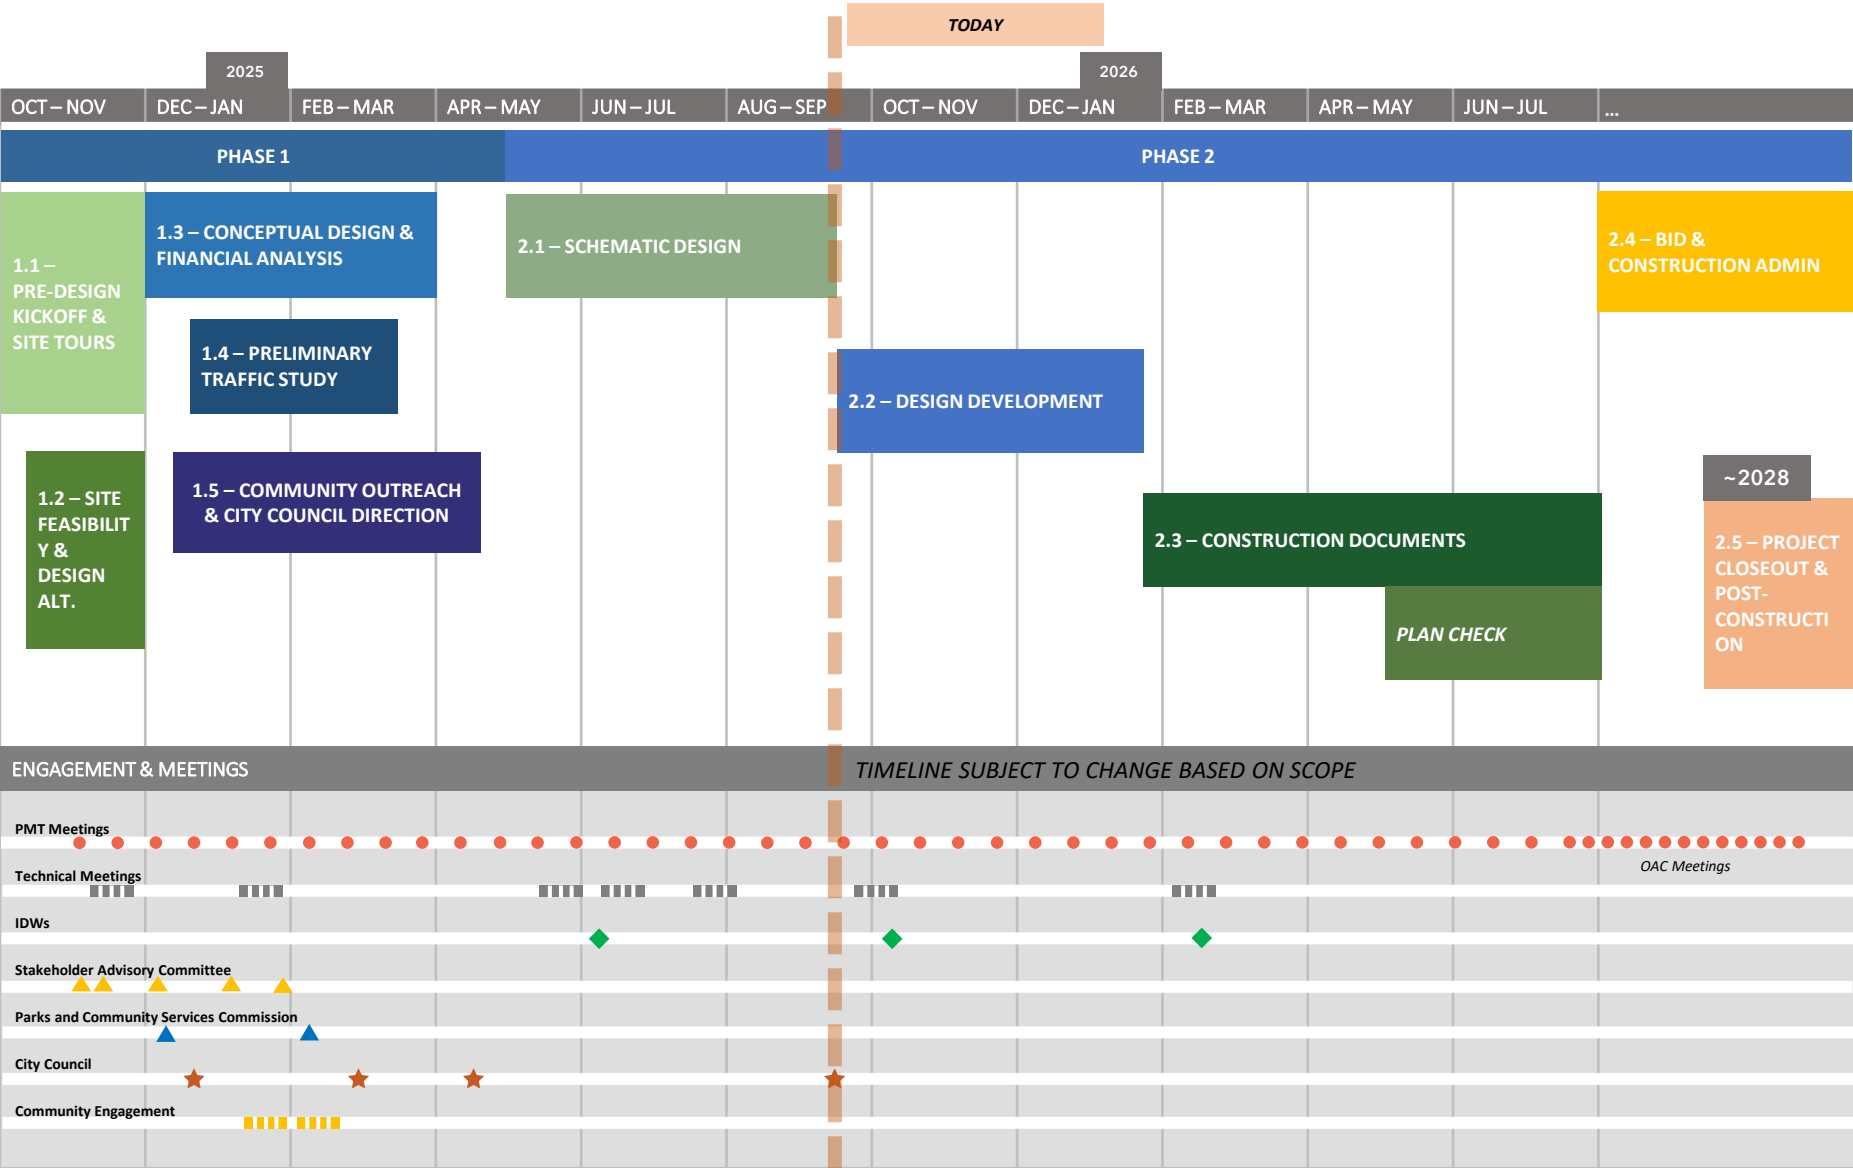 TODAY
2025
2026
OCT – NOV
DEC – JAN
FEB – MAR
APR – MAY
JUN – JUL
AUG – SEP
OCT – NOV
DEC – JAN
FEB – MAR
APR – MAY
JUN – JUL
...
PHASE 1
PHASE 2
1.1 –
PRE-DESIGN
KICKOFF &
SITE TOURS
1.3 – CONCEPTUAL DESIGN &
FINANCIAL ANALYSIS
2.1 – SCHEMATIC DESIGN
2.4 – BID &
CONSTRUCTION ADMIN
1.4 – PRELIMINARY
TRAFFIC STUDY
2.2 – DESIGN DEVELOPMENT
1.2 – SITE
FEASIBILIT
Y &
DESIGN
ALT.
1.5 – COMMUNITY OUTREACH
& CITY COUNCIL DIRECTION
~2028
2.3 – CONSTRUCTION DOCUMENTS
2.5 – PROJECT
CLOSEOUT &
POST-
CONSTRUCTI
ON
PLAN CHECK
ENGAGEMENT & MEETINGS
TIMELINE SUBJECT TO CHANGE BASED ON SCOPE
PMT Meetings
OAC Meetings
Technical Meetings
IDWs
Stakeholder Advisory Committee
Parks and Community Services Commission
City Council
Community Engagement